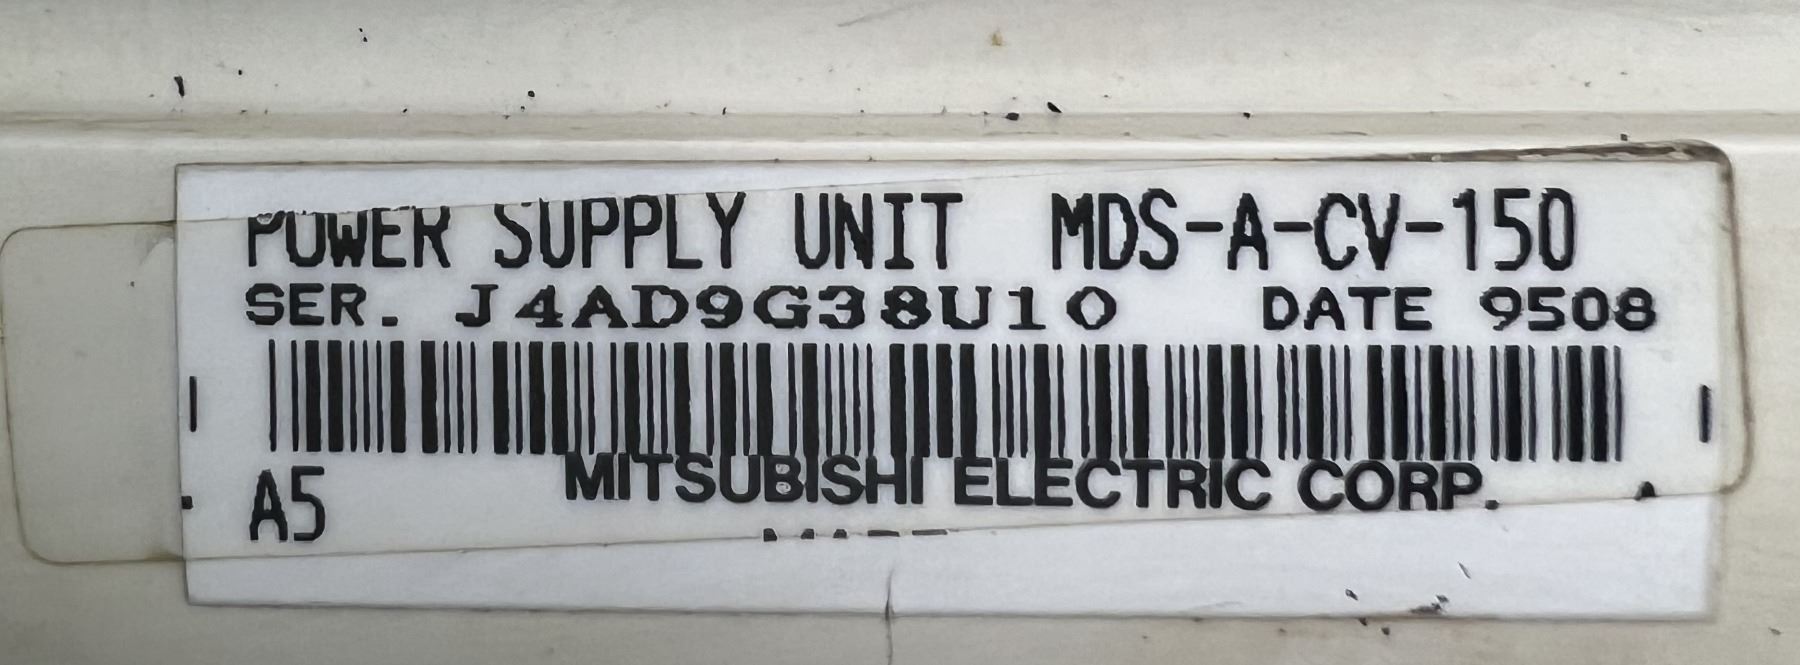 POWER SUPPLY UNIT MDS-A-CV-150
SER. J4AD9G38U10 DATE 9508
A5 MITSUBISHI ELECTRIC CORP.